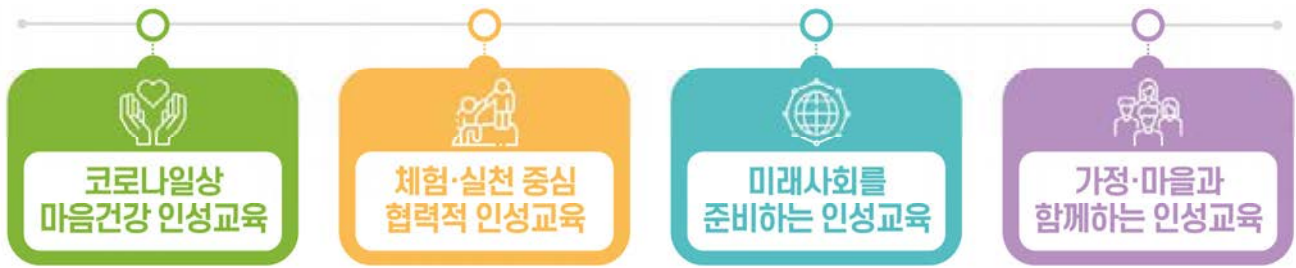 코로나일상
마음건강 인성교육
체험·실천 중심
협력적 인성교육
미래사회를
준비하는 인성교육
가정·마을과
함께하는 인성교육